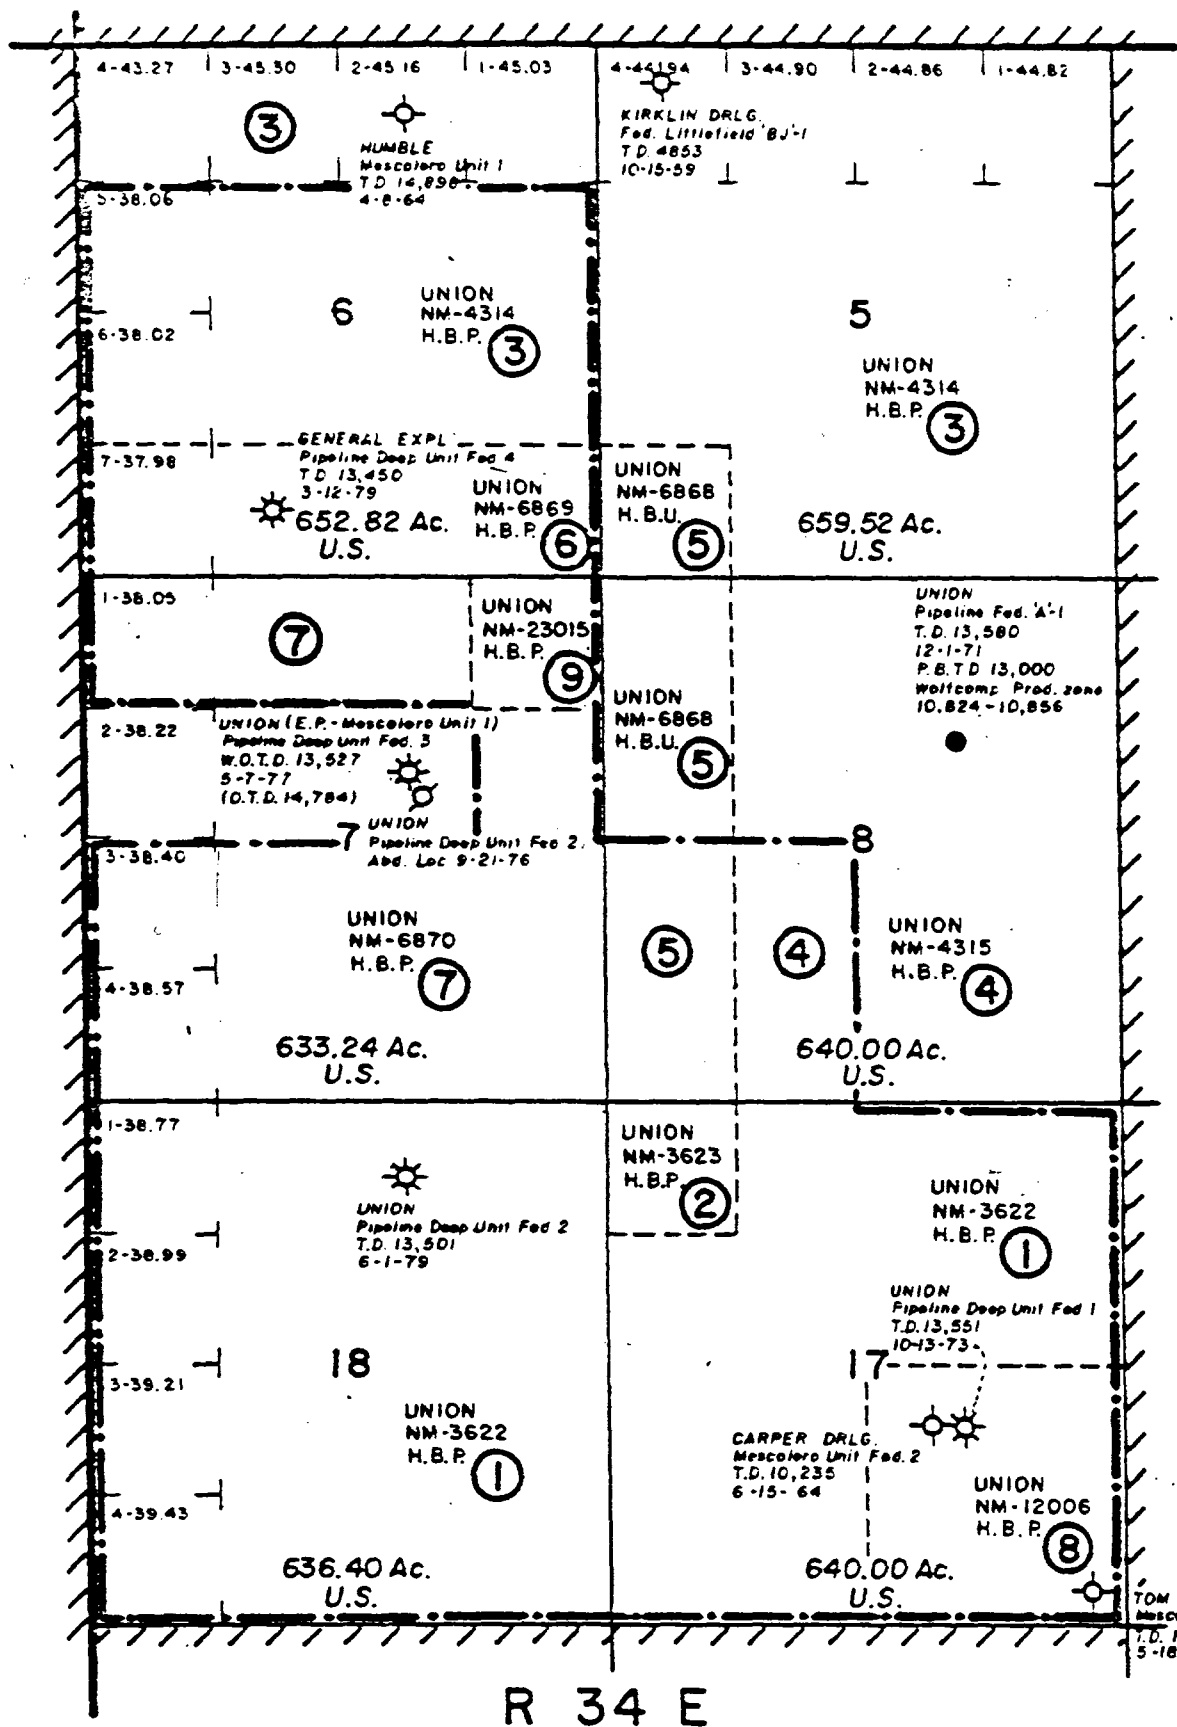 4-43.27 3-45.30 2-45.16 1-45.03 4-44.94 3-44.90 2-44.86 1-44.82
3
HUMBLE
Mescalero Unit 1
T.D. 14,898
4-8-64
KIRKLIN DRLG.
Fed. Littlefield 'BJ'-1
T.D. 4853
10-15-59
5-38.06
6-38.02
7-37.98
6
UNION
NM-4314
H.B.P.
3
5
UNION
NM-4314
H.B.P.
3
GENERAL EXPL.
Pipeline Deep Unit Fed 4
T.D. 13,450
3-12-79
652.82 Ac.
U.S.
UNION
NM-6869
H.B.P.
6
UNION
NM-6868
H.B.U.
5
659.52 Ac.
U.S.
1-38.05
7
UNION
NM-23015
H.B.P.
9
UNION
Pipeline Fed. 'A'-1
T.D. 13,580
12-1-71
P.B.T.D 13,000
Wolfcamp Prod. zone
10,824-10,856
2-38.22
UNION (E.P.-Mescalero Unit 1)
Pipeline Deep Unit Fed. 3
W.O.T.D. 13,527
5-7-77
(O.T.D. 14,784)
UNION
NM-6868
H.B.U.
5
7
UNION
Pipeline Deep Unit Fed 2
Abd. Loc 9-21-76
8
3-38.40
4-38.57
UNION
NM-6870
H.B.P.
7
5
4
UNION
NM-4315
H.B.P.
4
633.24 Ac.
U.S.
640.00 Ac.
U.S.
1-38.77
2-38.99
3-39.21
4-39.43
UNION
Pipeline Deep Unit Fed 2
T.D. 13,501
6-1-79
UNION
NM-3623
H.B.P.
2
UNION
NM-3622
H.B.P.
1
UNION
Pipeline Deep Unit Fed 1
T.D. 13,551
10-13-73
18
17
UNION
NM-3622
H.B.P.
1
CARPER DRLG.
Mescalero Unit Fed. 2
T.D. 10,235
6-15-64
UNION
NM-12006
H.B.P.
8
636.40 Ac.
U.S.
640.00 Ac.
U.S.
TOM
T.D. 1
5-18
R 34 E